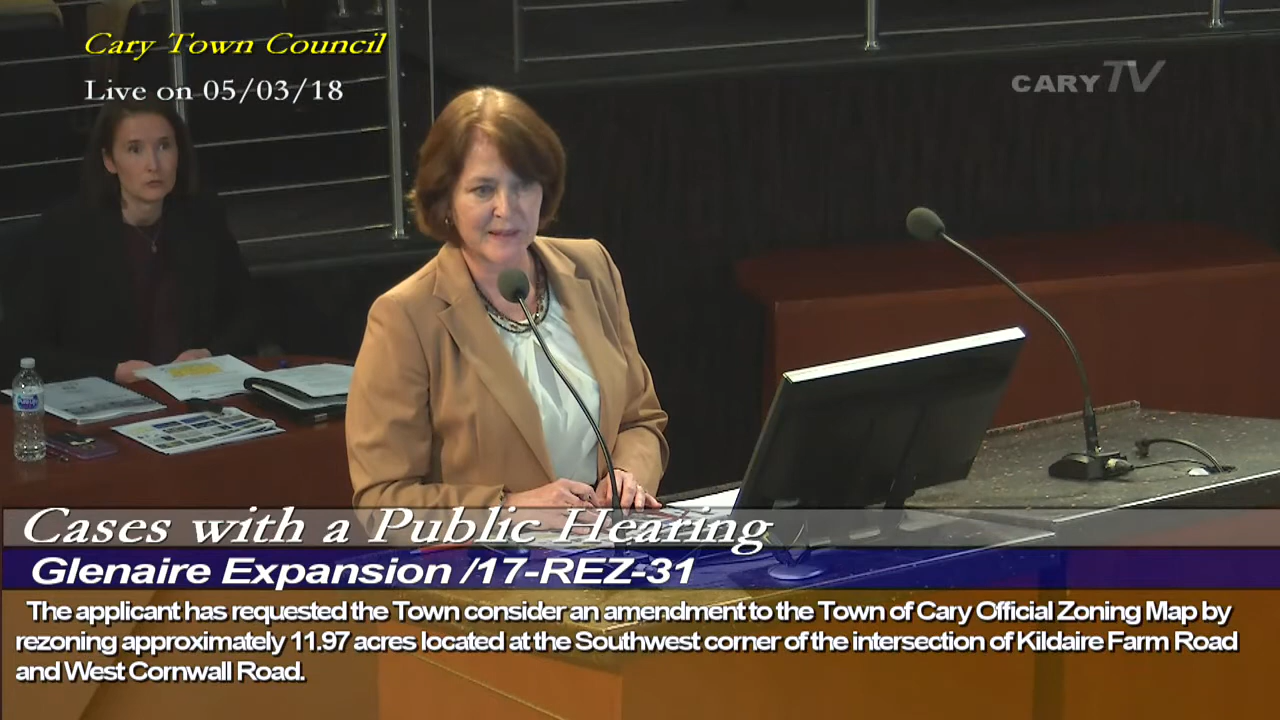 Cary Town Council
Live on 05/03/18
CARY TV
Cases with a Public Hearing
Glenaire Expansion /17-REZ-31
The applicant has requested the Town consider an amendment to the Town of Cary Official Zoning Map by
rezoning approximately 11.97 acres located at the Southwest corner of the intersection of Kildaire Farm Road
and West Cornwall Road.